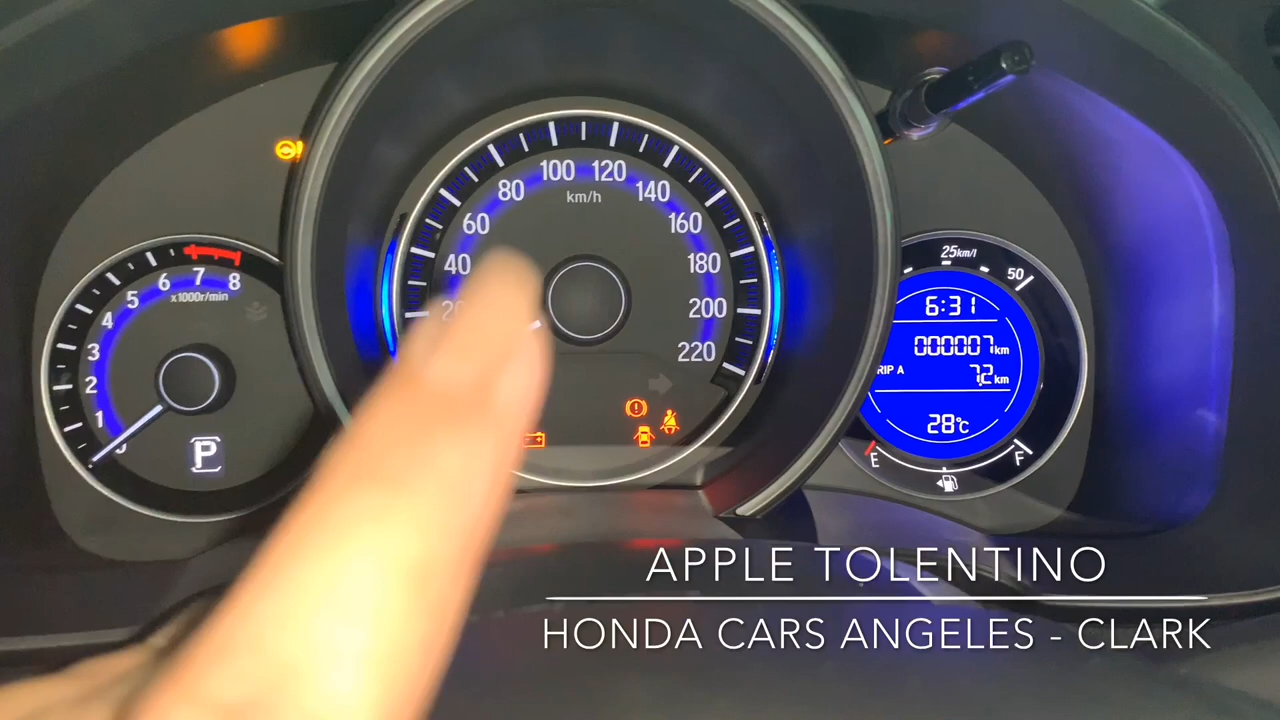 100 120
80 140
km/h
60 160
40 180
20 200
220
6 7 8
5
x1000r/min
4
3
2
1
P
25km/l
50
6:31
000007km
RIP A 7.2km
28°C
E F
APPLE TOLENTINO
HONDA CARS ANGELES - CLARK